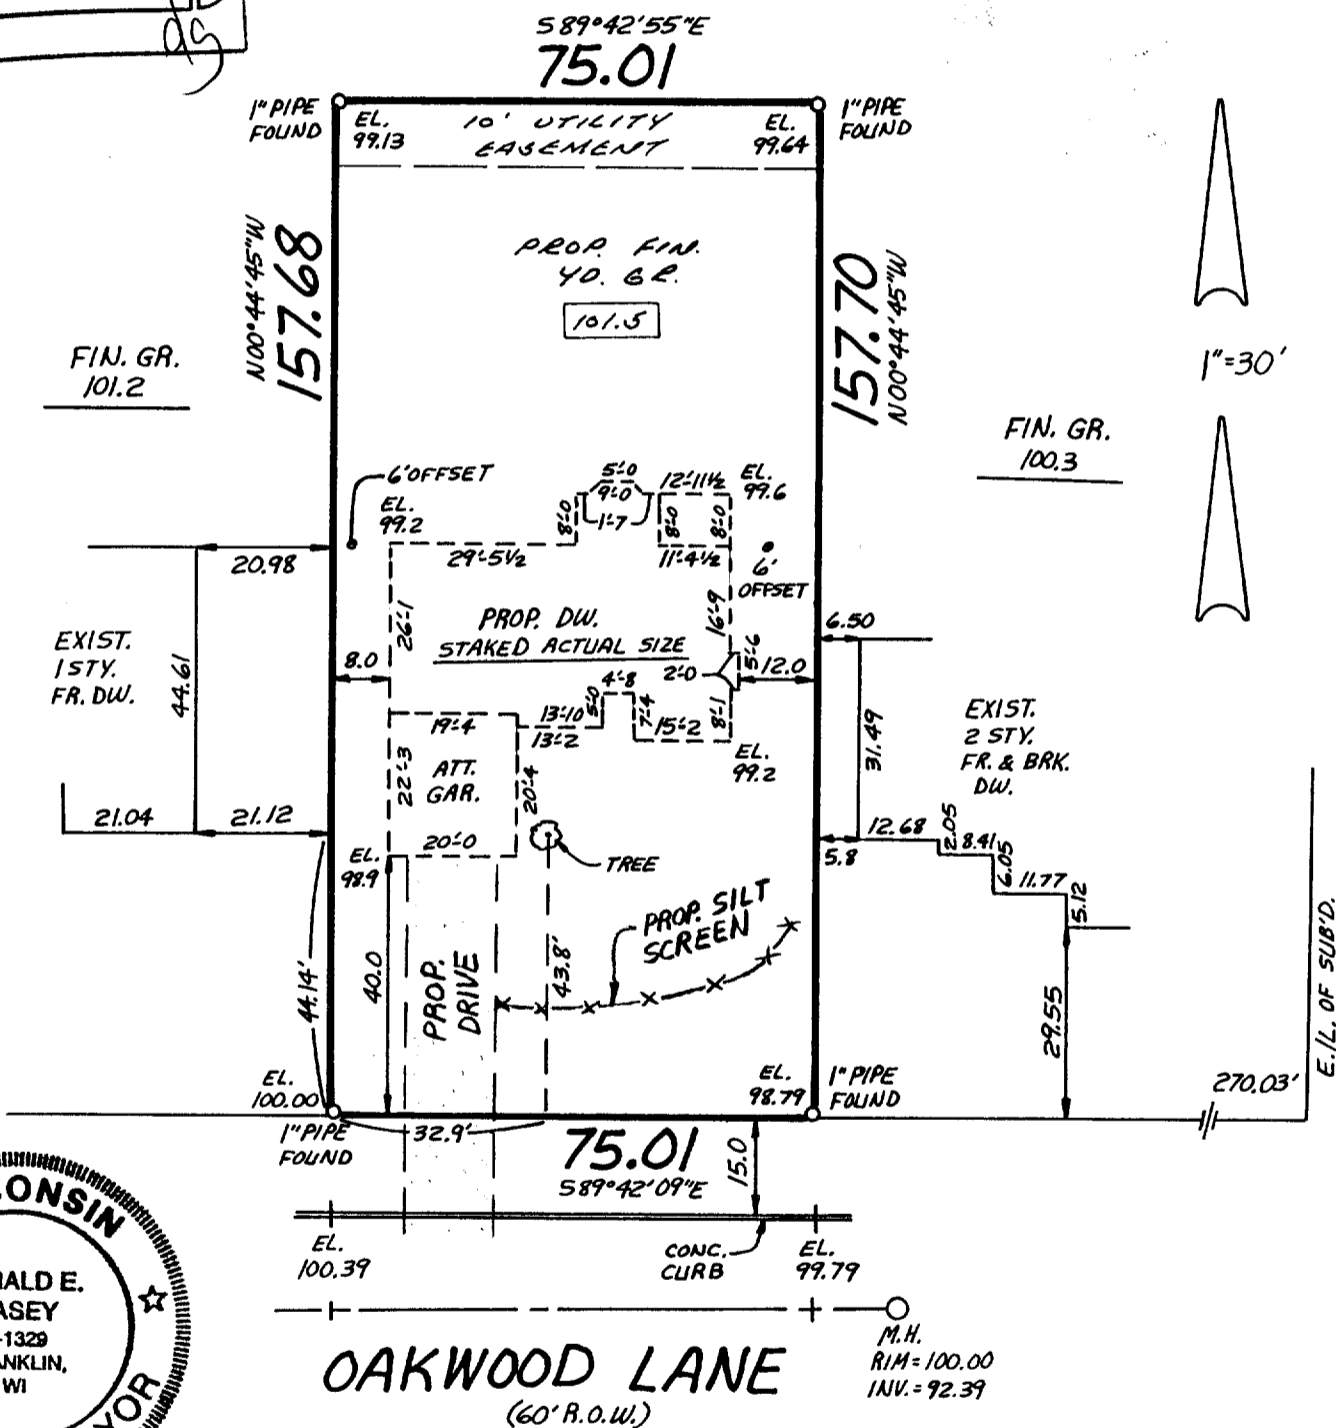 S89°42'55"E
75.01
1" PIPE
FOUND
EL.
99.13
10' UTILITY
EASEMENT
EL.
99.64
1" PIPE
FOUND
N00°44'45"W
157.68
PROP. FIN.
YD. GR.
101.5
157.70
N00°44'45"W
1"=30'
FIN. GR.
101.2
FIN. GR.
100.3
6' OFFSET
EL.
99.2
5'-0
9'-0
1'-7
8'-0
12'-11½
8'-0
8'-0
EL.
99.6
29'-5½
11'-4½
6'
OFFSET
20.98
44.61
EXIST.
1 STY.
FR. DW.
8.0
26'-1
PROP. DW.
STAKED ACTUAL SIZE
16'-9
5'-6
2'-0
12.0
6.50
31.49
EXIST.
2 STY.
FR. & BRK.
DW.
19'-4
13'-10
13'-2
5'-0
4'-8
7'-4
15'-2
8'-1
EL.
99.2
22'-3
ATT.
GAR.
20'-4
20'-0
21.04
21.12
EL.
98.9
TREE
5.8
12.68
2.05
8.41
6.05
11.77
5.12
29.55
PROP. SILT
SCREEN
44.14'
40.0
PROP.
DRIVE
43.8'
EL.
100.00
EL.
98.79
1" PIPE
FOUND
270.03'
E./L. OF SUB'D.
1" PIPE
FOUND
32.9'
75.01
S89°42'09"E
15.0
EL.
100.39
CONC.
CURB
EL.
99.79
M.H.
RIM=100.00
INV.=92.39
OAKWOOD LANE
(60' R.O.W.)
ONSIN
ALD E.
ASEY
-1329
NKLIN,
WI
YOR